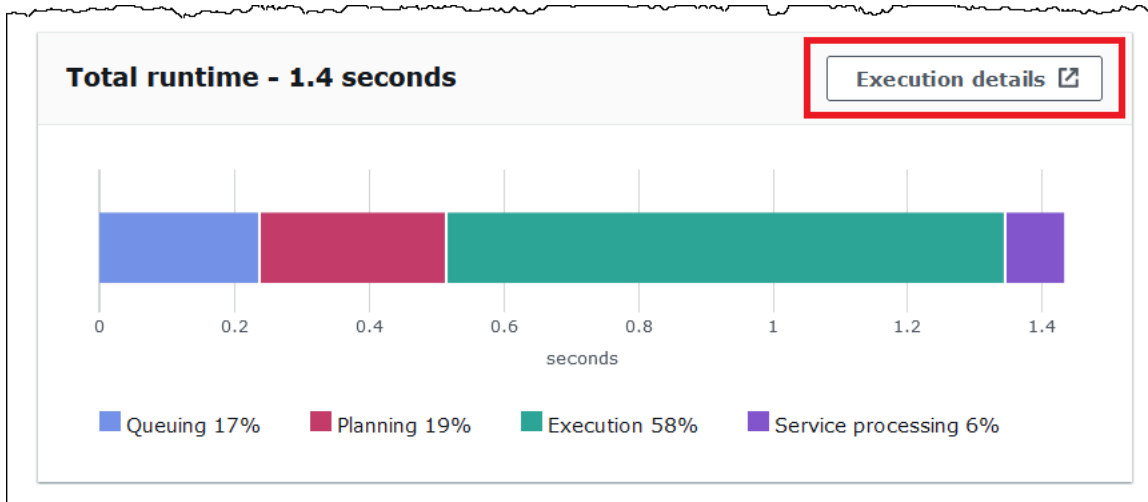 Total runtime - 1.4 seconds
Execution details
0 0.2 0.4 0.6 0.8 1 1.2 1.4
seconds
Queuing 17% Planning 19% Execution 58% Service processing 6%